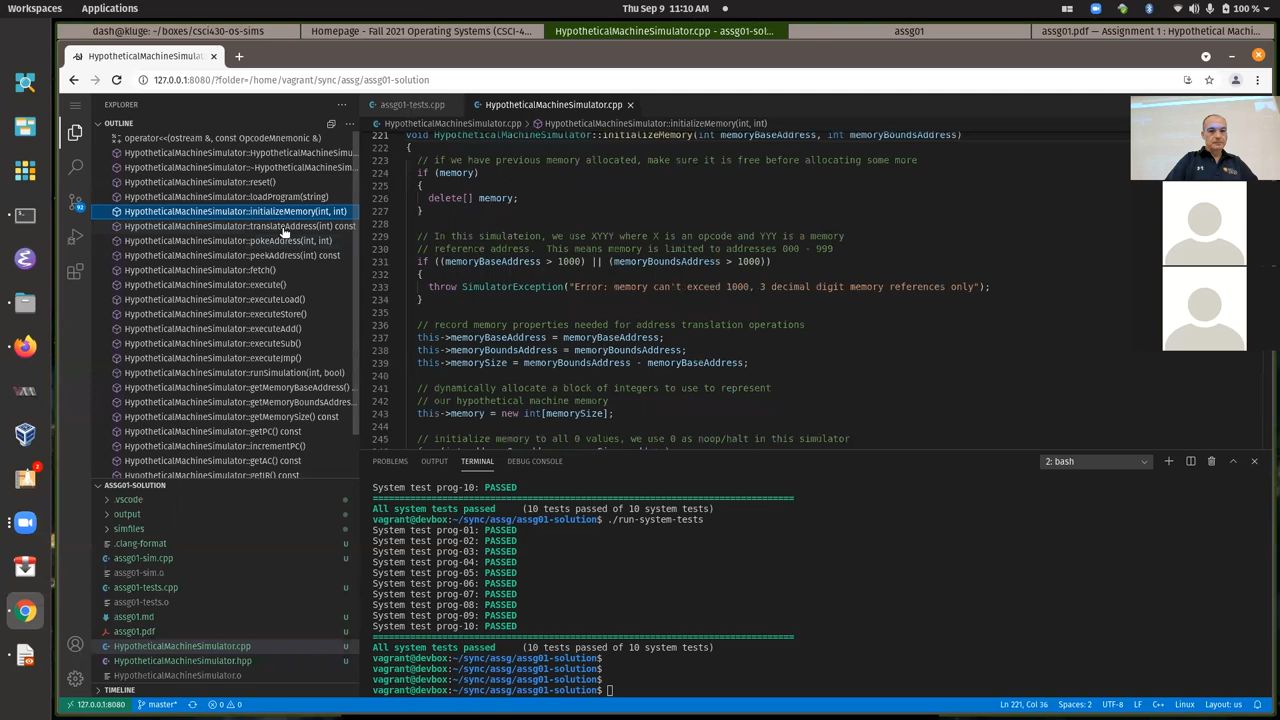 Workspaces
Applications
Thu Sep 9 11:10 AM
100 %
dash@kluge: ~/boxes/csci430-os-sims
Homepage - Fall 2021 Operating Systems (CSCI-4...
HypotheticalMachineSimulator.cpp - assg01-sol...
assg01
assg01.pdf — Assignment 1 : Hypothetical Machi...
HypotheticalMachineSimulat
127.0.0.1:8080/?folder=/home/vagrant/sync/assg/assg01-solution
EXPLORER
OUTLINE
operator<<(ostream &, const OpcodeMnemonic &)
HypotheticalMachineSimulator::HypotheticalMachineSimu...
HypotheticalMachineSimulator::~HypotheticalMachineSim...
HypotheticalMachineSimulator::reset()
HypotheticalMachineSimulator::loadProgram(string)
HypotheticalMachineSimulator::initializeMemory(int, int)
HypotheticalMachineSimulator::translateAddress(int) const
HypotheticalMachineSimulator::pokeAddress(int, int)
HypotheticalMachineSimulator::peekAddress(int) const
HypotheticalMachineSimulator::fetch()
HypotheticalMachineSimulator::execute()
HypotheticalMachineSimulator::executeLoad()
HypotheticalMachineSimulator::executeStore()
HypotheticalMachineSimulator::executeAdd()
HypotheticalMachineSimulator::executeSub()
HypotheticalMachineSimulator::executeJmp()
HypotheticalMachineSimulator::runSimulation(int, bool)
HypotheticalMachineSimulator::getMemoryBaseAddress() ...
HypotheticalMachineSimulator::getMemoryBoundsAddres...
HypotheticalMachineSimulator::getMemorySize() const
HypotheticalMachineSimulator::getPC() const
HypotheticalMachineSimulator::incrementPC()
HypotheticalMachineSimulator::getAC() const
HypotheticalMachineSimulator::getIR() const
ASSG01-SOLUTION
.vscode
output
simfiles
.clang-format U
assg01-sim.cpp U
assg01-sim.o
assg01-tests.cpp U
assg01-tests.o
assg01.md U
assg01.pdf U
HypotheticalMachineSimulator.cpp U
HypotheticalMachineSimulator.hpp U
HypotheticalMachineSimulator.o
TIMELINE
assg01-tests.cpp
HypotheticalMachineSimulator.cpp
HypotheticalMachineSimulator.cpp > HypotheticalMachineSimulator::initializeMemory(int, int)
221 void HypotheticalMachineSimulator::initializeMemory(int memoryBaseAddress, int memoryBoundsAddress)
222 {
223 // if we have previous memory allocated, make sure it is free before allocating some more
224 if (memory)
225 {
226 delete[] memory;
227 }
228
229 // In this simulateion, we use XYYY where X is an opcode and YYY is a memory
230 // reference address.  This means memory is limited to addresses 000 - 999
231 if ((memoryBaseAddress > 1000) || (memoryBoundsAddress > 1000))
232 {
233 throw SimulatorException("Error: memory can't exceed 1000, 3 decimal digit memory references only");
234 }
235
236 // record memory properties needed for address translation operations
237 this->memoryBaseAddress = memoryBaseAddress;
238 this->memoryBoundsAddress = memoryBoundsAddress;
239 this->memorySize = memoryBoundsAddress - memoryBaseAddress;
240
241 // dynamically allocate a block of integers to use to represent
242 // our hypothetical machine memory
243 this->memory = new int[memorySize];
244
245 // initialize memory to all 0 values, we use 0 as noop/halt in this simulator
PROBLEMS
OUTPUT
TERMINAL
DEBUG CONSOLE
2: bash
System test prog-10: PASSED
===============================================================================
All system tests passed (10 tests passed of 10 system tests)
vagrant@devbox:~/sync/assg/assg01-solution$ ./run-system-tests
System test prog-01: PASSED
System test prog-02: PASSED
System test prog-03: PASSED
System test prog-04: PASSED
System test prog-05: PASSED
System test prog-06: PASSED
System test prog-07: PASSED
System test prog-08: PASSED
System test prog-09: PASSED
System test prog-10: PASSED
===============================================================================
All system tests passed (10 tests passed of 10 system tests)
vagrant@devbox:~/sync/assg/assg01-solution$
vagrant@devbox:~/sync/assg/assg01-solution$
vagrant@devbox:~/sync/assg/assg01-solution$
vagrant@devbox:~/sync/assg/assg01-solution$
127.0.0.1:8080
master*
0
0
Ln 221, Col 36
Spaces: 2
UTF-8
LF
C++
Linux
Layout: us